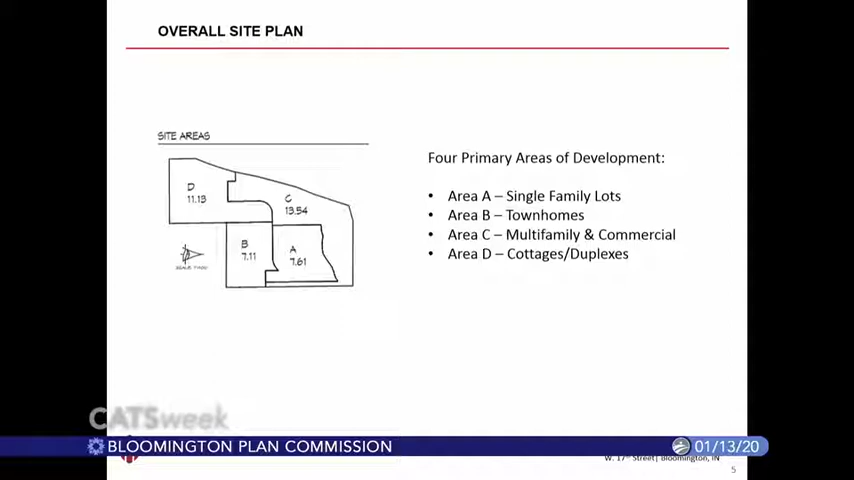 OVERALL SITE PLAN
SITE AREAS
D
11.13
C
13.54
B
7.11
A
7.61
Four Primary Areas of Development:
• Area A – Single Family Lots
• Area B – Townhomes
• Area C – Multifamily & Commercial
• Area D – Cottages/Duplexes
CATSweek
BLOOMINGTON PLAN COMMISSION
01/13/20
W. 17th Street| Bloomington, IN
5